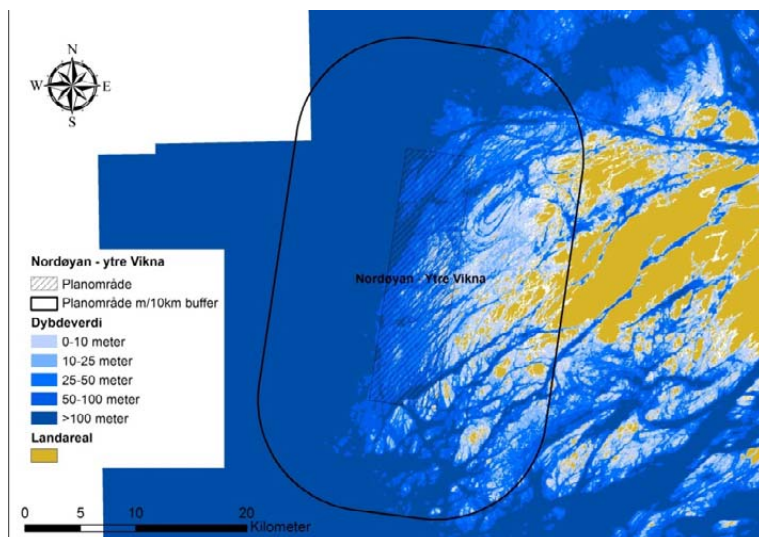 N
W E
S
Nordøyan - ytre Vikna
Planområde
Planområde m/10km buffer
Dybdeverdi
0-10 meter
10-25 meter
25-50 meter
50-100 meter
>100 meter
Landareal
Nordøyan - Ytre Vikna
0 5 10 20
Kilometer